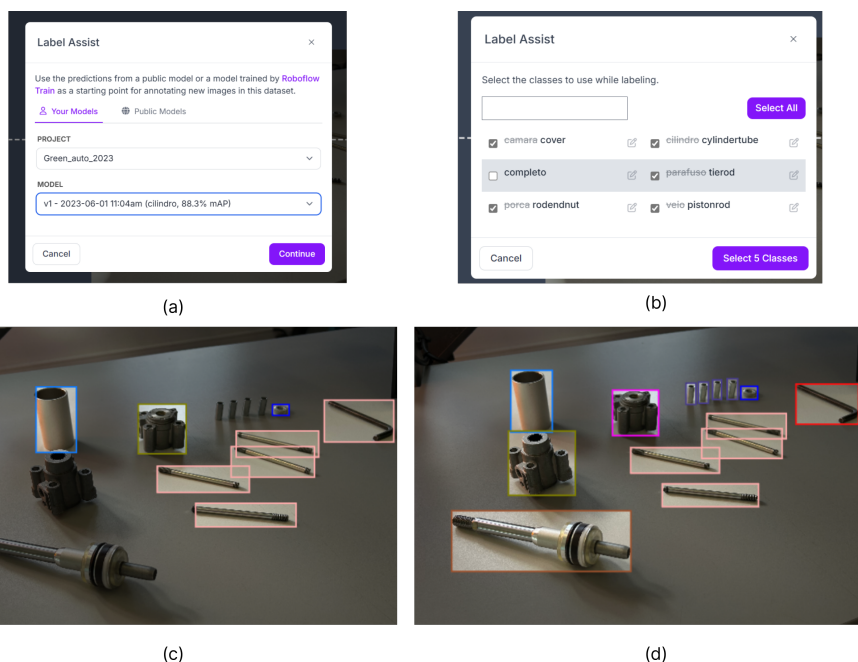 Label Assist ×
Use the predictions from a public model or a model trained by Roboflow
Train as a starting point for annotating new images in this dataset.
Your Models Public Models
PROJECT
Green_auto_2023
MODEL
v1 - 2023-06-01 11:04am (cilindro, 88.3% mAP)
Cancel Continue
(a)
Label Assist ×
Select the classes to use while labeling.
Select All
camara cover cilindro cylindertube
completo parafuso tierod
porca rodendnut veio pistonrod
Cancel Select 5 Classes
(b)
(c)
(d)